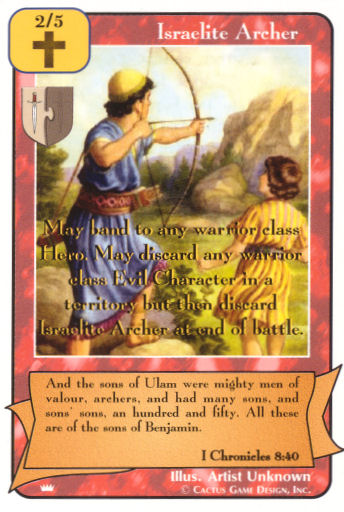 2/5
Israelite Archer
May band to any warrior class
Hero. May discard any warrior
class Evil Character in a
territory but then discard
Israelite Archer at end of battle.
And the sons of Ulam were mighty men of
valour, archers, and had many sons, and
sons' sons, an hundred and fifty. All these
are of the sons of Benjamin.
I Chronicles 8:40
Illus. Artist Unknown
© Cactus Game Design, Inc.